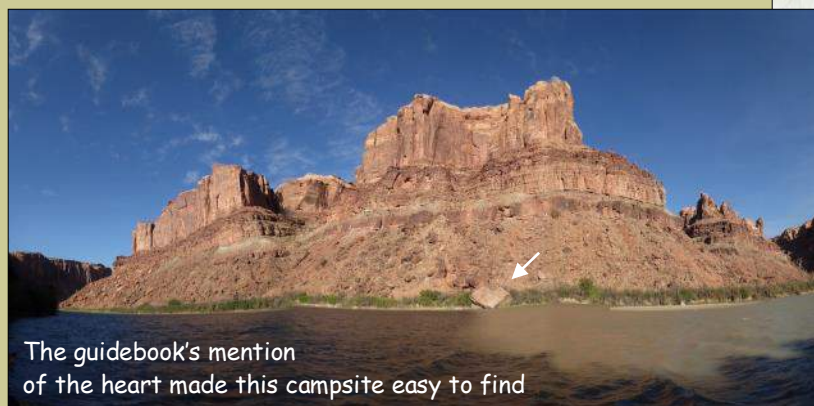 The guidebook's mention
of the heart made this campsite easy to find